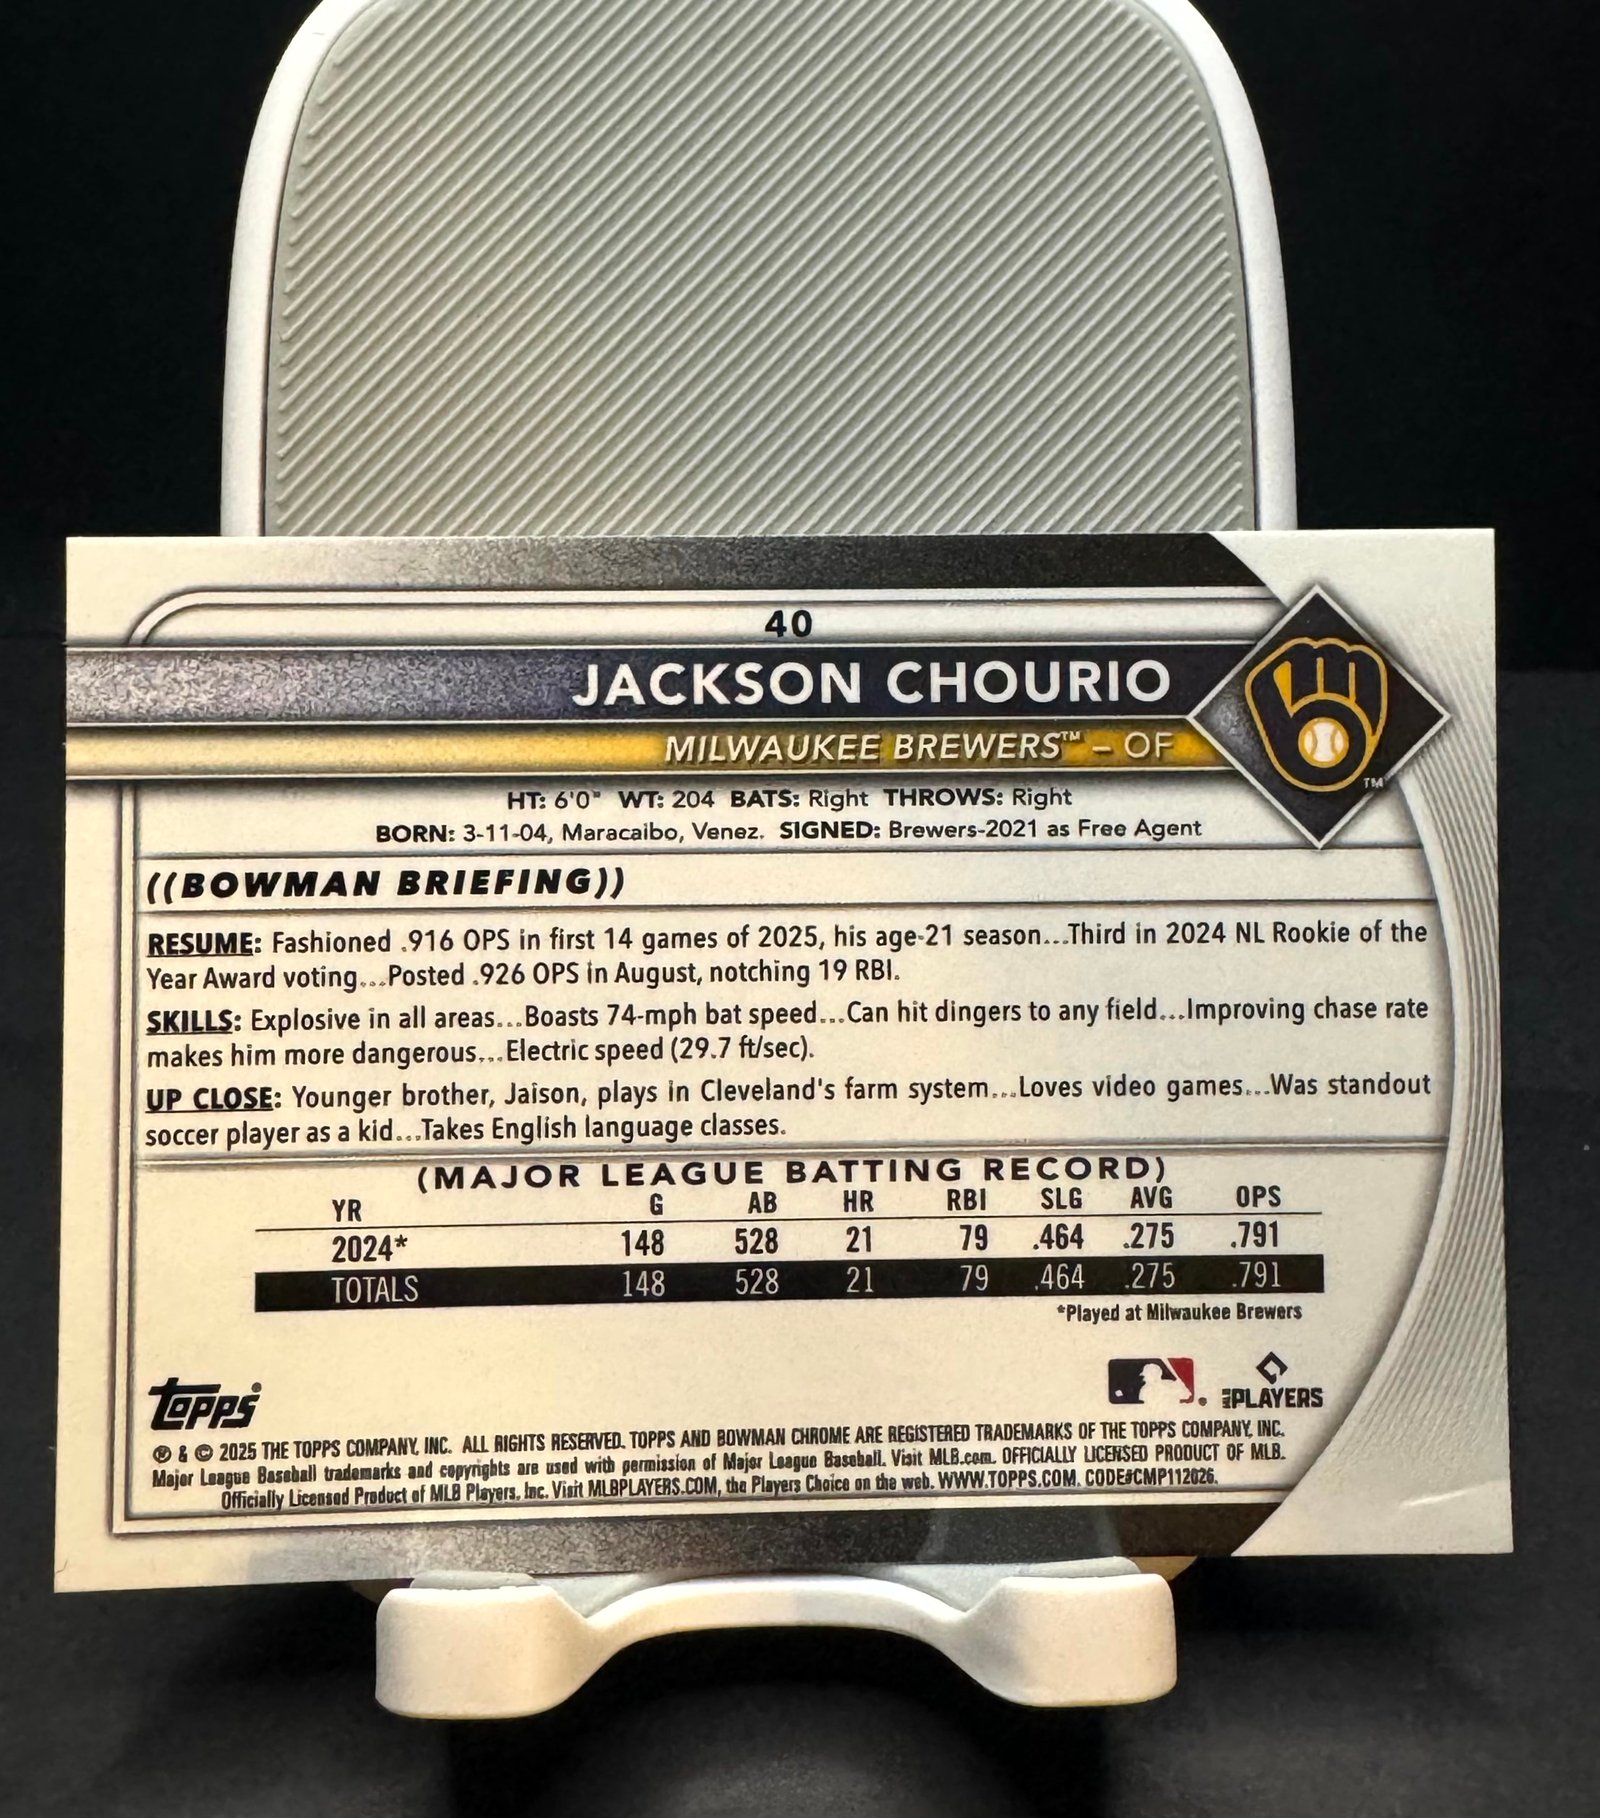 40
JACKSON CHOURIO
MILWAUKEE BREWERS™ – OF
TM
HT: 6'0" WT: 204 BATS: Right THROWS: Right
BORN: 3-11-04, Maracaibo, Venez. SIGNED: Brewers-2021 as Free Agent
((BOWMAN BRIEFING))
RESUME: Fashioned .916 OPS in first 14 games of 2025, his age-21 season...Third in 2024 NL Rookie of the
Year Award voting...Posted .926 OPS in August, notching 19 RBI.
SKILLS: Explosive in all areas...Boasts 74-mph bat speed...Can hit dingers to any field...Improving chase rate
makes him more dangerous...Electric speed (29.7 ft/sec).
UP CLOSE: Younger brother, Jaison, plays in Cleveland's farm system...Loves video games...Was standout
soccer player as a kid...Takes English language classes.
(MAJOR LEAGUE BATTING RECORD)
YR G AB HR RBI SLG AVG OPS
2024* 148 528 21 79 .464 .275 .791
TOTALS 148 528 21 79 .464 .275 .791
*Played at Milwaukee Brewers
Topps®
PLAYERS
® & © 2025 THE TOPPS COMPANY, INC. ALL RIGHTS RESERVED. TOPPS AND BOWMAN CHROME ARE REGISTERED TRADEMARKS OF THE TOPPS COMPANY, INC.
Major League Baseball trademarks and copyrights are used with permission of Major League Baseball. Visit MLB.com. OFFICIALLY LICENSED PRODUCT OF MLB.
Officially Licensed Product of MLB Players, Inc. Visit MLBPLAYERS.COM, the Players Choice on the web. WWW.TOPPS.COM. CODE#CMP112026.